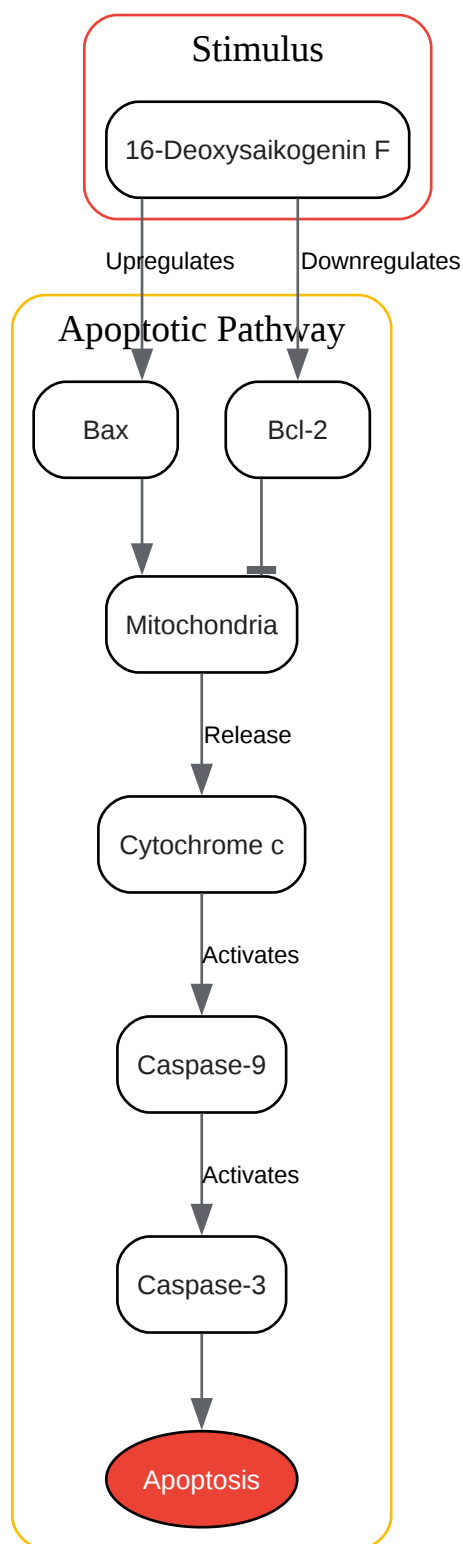 Stimulus
16-Deoxysaikogenin F
Upregulates
Downregulates
Apoptotic Pathway
Bax
Bcl-2
Mitochondria
Release
Cytochrome c
Activates
Caspase-9
Activates
Caspase-3
Apoptosis